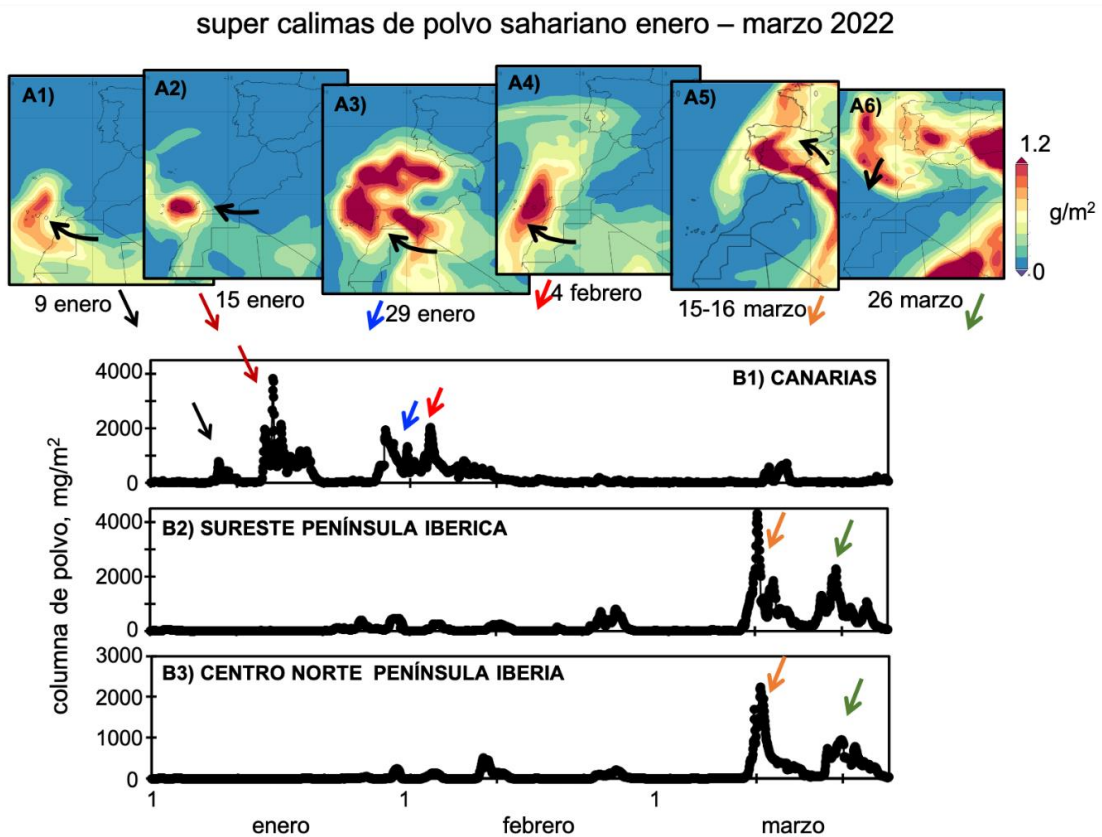 super calimas de polvo sahariano enero – marzo 2022
A1)
A2)
A3)
A4)
A5)
A6)
1.2
g/m²
0
9 enero
15 enero
29 enero
4 febrero
15-16 marzo
26 marzo
columna de polvo, mg/m²
4000
2000
0
B1) CANARIAS
4000
2000
0
B2) SURESTE PENÍNSULA IBERICA
3000
2000
1000
0
B3) CENTRO NORTE PENÍNSULA IBERIA
1
1
1
enero
febrero
marzo